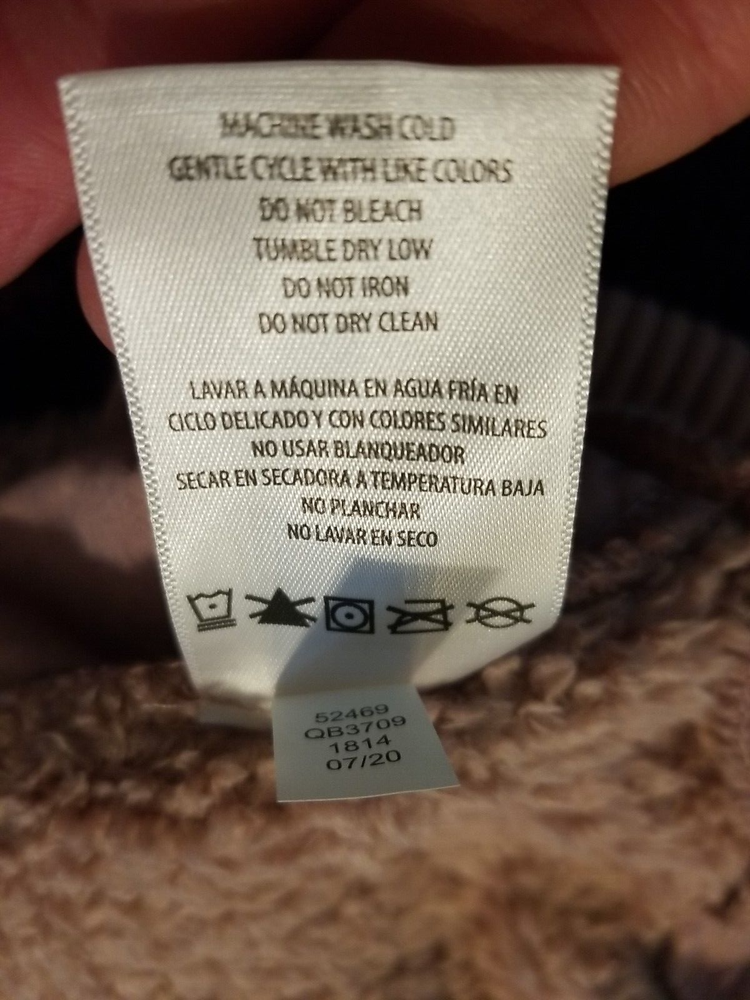 MACHINE WASH COLD
GENTLE CYCLE WITH LIKE COLORS
DO NOT BLEACH
TUMBLE DRY LOW
DO NOT IRON
DO NOT DRY CLEAN
LAVAR A MÁQUINA EN AGUA FRÍA EN
CICLO DELICADO Y CON COLORES SIMILARES
NO USAR BLANQUEADOR
SECAR EN SECADORA A TEMPERATURA BAJA
NO PLANCHAR
NO LAVAR EN SECO
52469
QB3709
1814
07/20